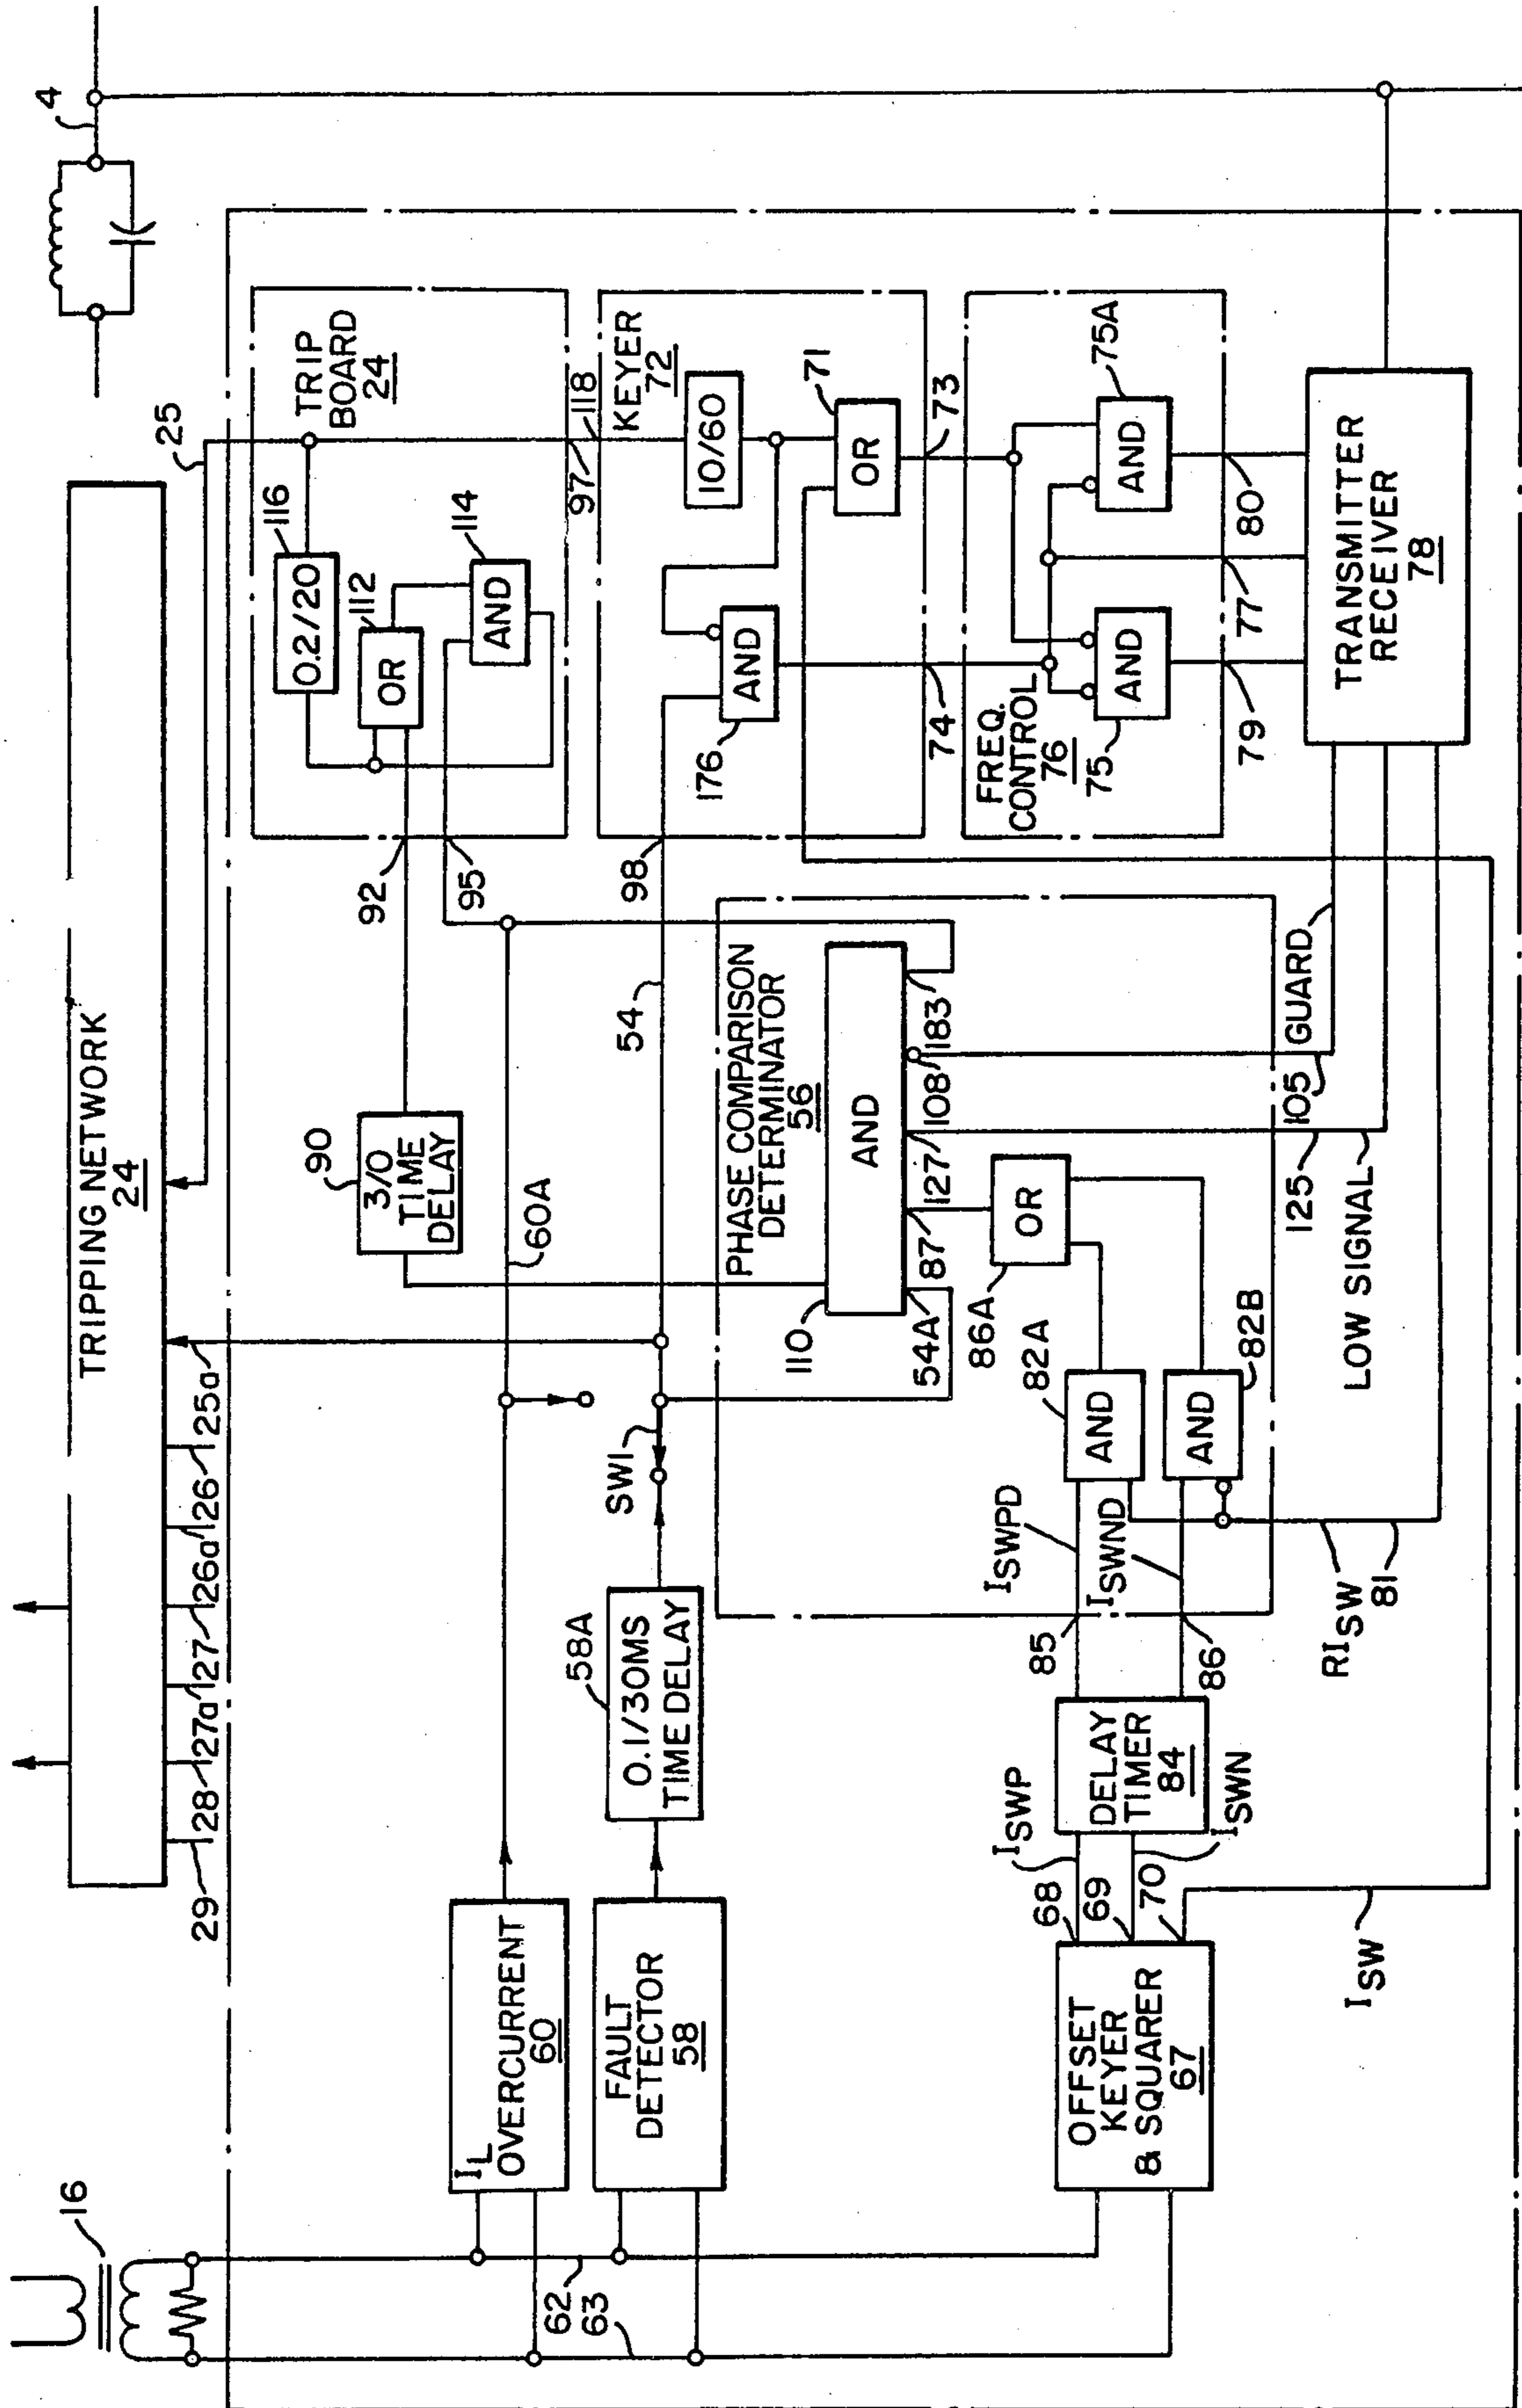 16
TRIPPING NETWORK
24
29
28
27a
27
26a
26
25a
25
4
62
63
I_L
OVERCURRENT
60
60A
FAULT
DETECTOR
58
58A
0.1/30MS
TIME DELAY
SW1
54
90
3/0
TIME
DELAY
92
95
98
116
0.2/20
112
OR
114
AND
TRIP
BOARD
24
97
118
KEYER
72
10/60
71
OR
176
AND
73
74
FREQ.
CONTROL
76
75
AND
75A
AND
79
77
80
TRANSMITTER
RECEIVER
78
PHASE COMPARISON
DETERMINATOR
56
110
AND
54A
87
127
108
183
86A
OR
82A
AND
82B
AND
I_SWPD
I_SWND
85
86
DELAY
TIMER
84
I_SWP
I_SWN
68
69
70
OFFSET
KEYER
& SQUARER
67
I_SW
RI_SW
81
LOW SIGNAL
125
105
GUARD